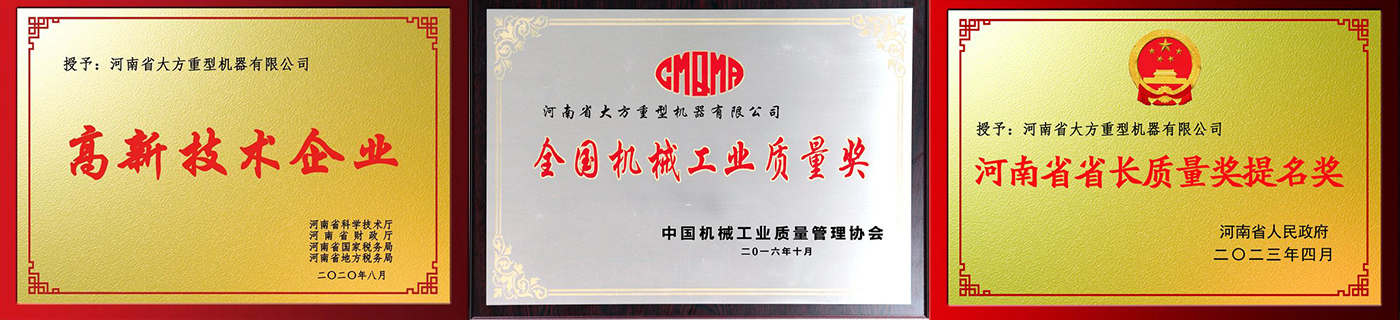 授予：河南省大方重型机器有限公司
高新技术企业
河南省科学技术厅
河南省财政厅
河南省国家税务局
河南省地方税务局
二〇二〇年八月
CMQMA
河南省大方重型机器有限公司
全国机械工业质量奖
中国机械工业质量管理协会
二0一六年十月
授予：河南省大方重型机器有限公司
河南省省长质量奖提名奖
河南省人民政府
二〇二三年四月